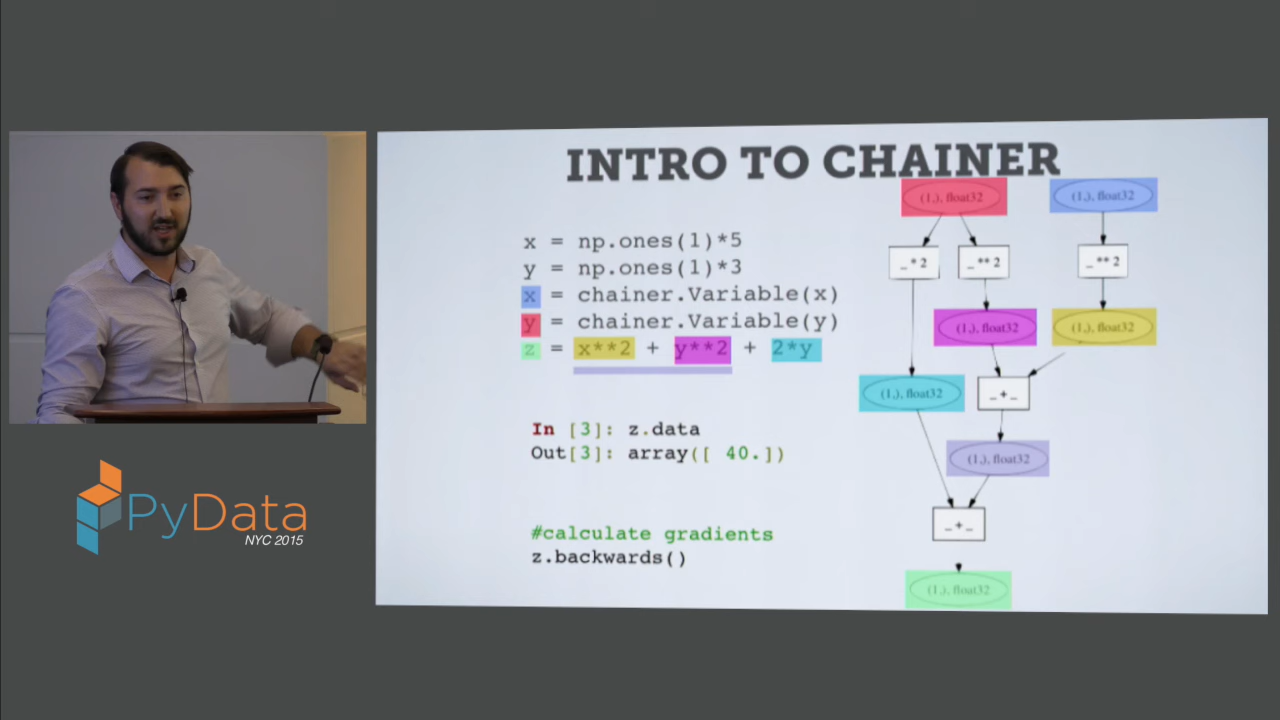 INTRO TO CHAINER
x = np.ones(1)*5
y = np.ones(1)*3
x = chainer.Variable(x)
y = chainer.Variable(y)
z = x**2 + y**2 + 2*y
In [3]: z.data
Out[3]: array([ 40.])
#calculate gradients
z.backwards()
(1,), float32
(1,), float32
_ * 2
_ ** 2
_ ** 2
(1,), float32
(1,), float32
(1,), float32
_ + _
(1,), float32
_ + _
(1,), float32
PyData
NYC 2015